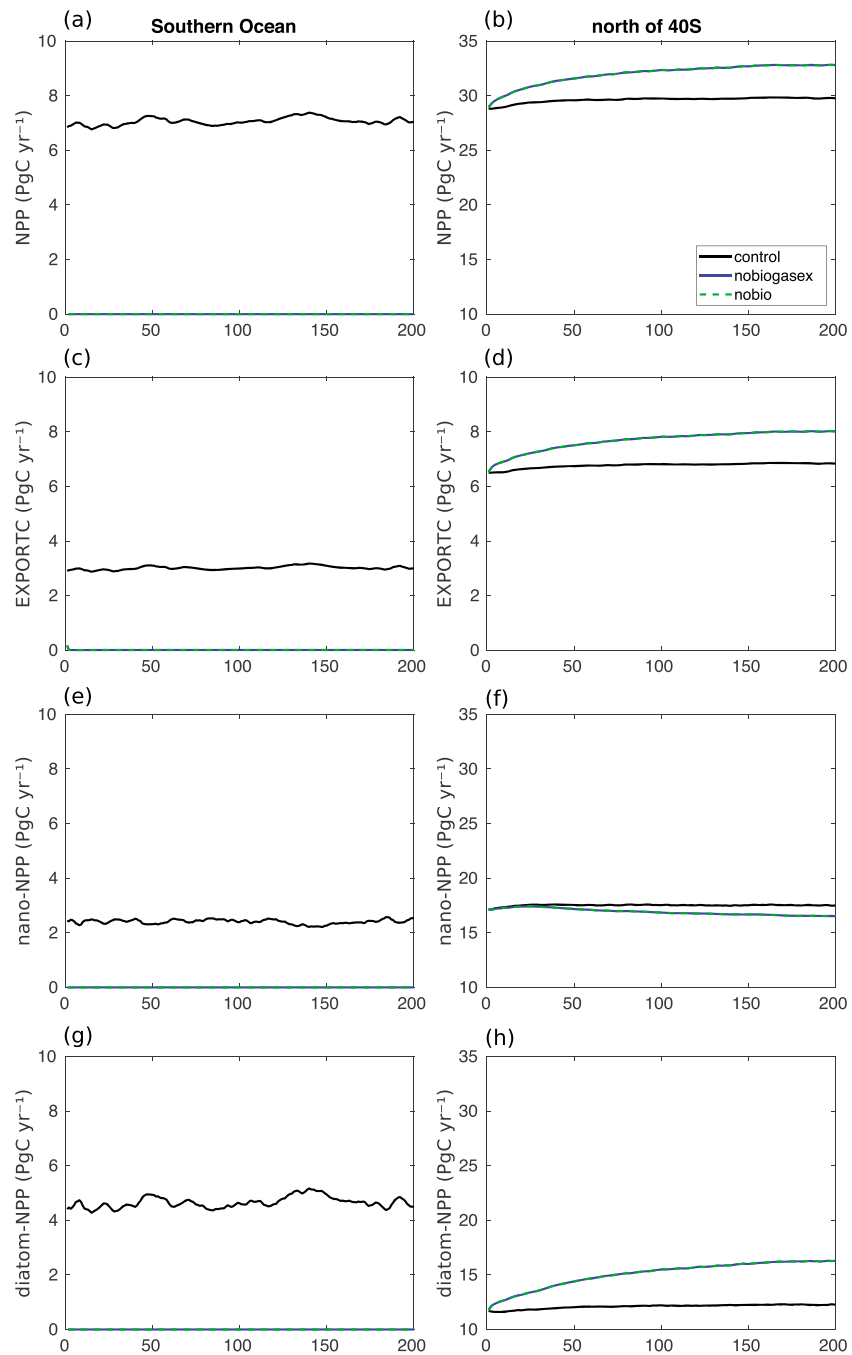 (a) Southern Ocean
10
8
6
4
2
0
NPP (PgC yr⁻¹)
0 50 100 150 200
(b) north of 40S
35
30
25
20
15
10
NPP (PgC yr⁻¹)
control
nobiogasex
nobio
0 50 100 150 200
(c)
10
8
6
4
2
0
EXPORTC (PgC yr⁻¹)
0 50 100 150 200
(d)
10
8
6
4
2
0
EXPORTC (PgC yr⁻¹)
0 50 100 150 200
(e)
10
8
6
4
2
0
nano-NPP (PgC yr⁻¹)
0 50 100 150 200
(f)
35
30
25
20
15
10
nano-NPP (PgC yr⁻¹)
0 50 100 150 200
(g)
10
8
6
4
2
0
diatom-NPP (PgC yr⁻¹)
0 50 100 150 200
(h)
35
30
25
20
15
10
diatom-NPP (PgC yr⁻¹)
0 50 100 150 200